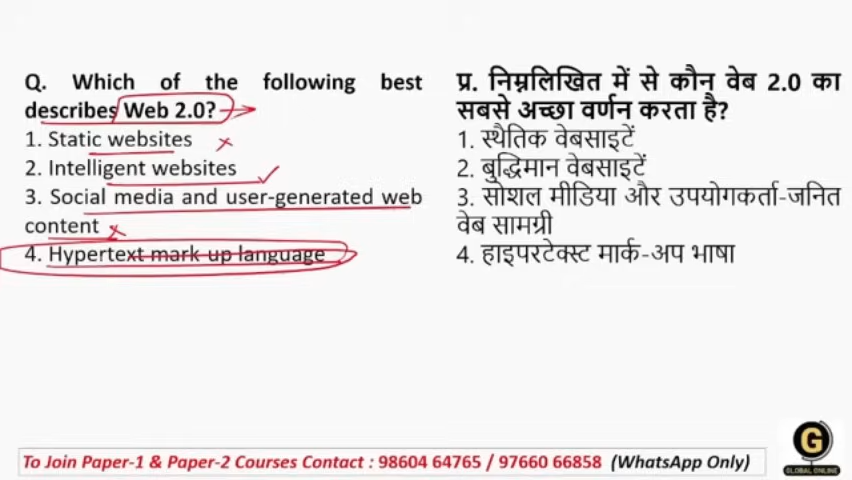 Q. Which of the following best
describes Web 2.0?
1. Static websites
2. Intelligent websites
3. Social media and user-generated web
content
4. Hypertext mark up language
प्र. निम्नलिखित में से कौन वेब 2.0 का
सबसे अच्छा वर्णन करता है?
1. स्थैतिक वेबसाइटें
2. बुद्धिमान वेबसाइटें
3. सोशल मीडिया और उपयोगकर्ता-जनित
वेब सामग्री
4. हाइपरटेक्स्ट मार्क-अप भाषा
G
GLOBAL ONLINE
To Join Paper-1 & Paper-2 Courses Contact : 98604 64765 / 97660 66858 (WhatsApp Only)